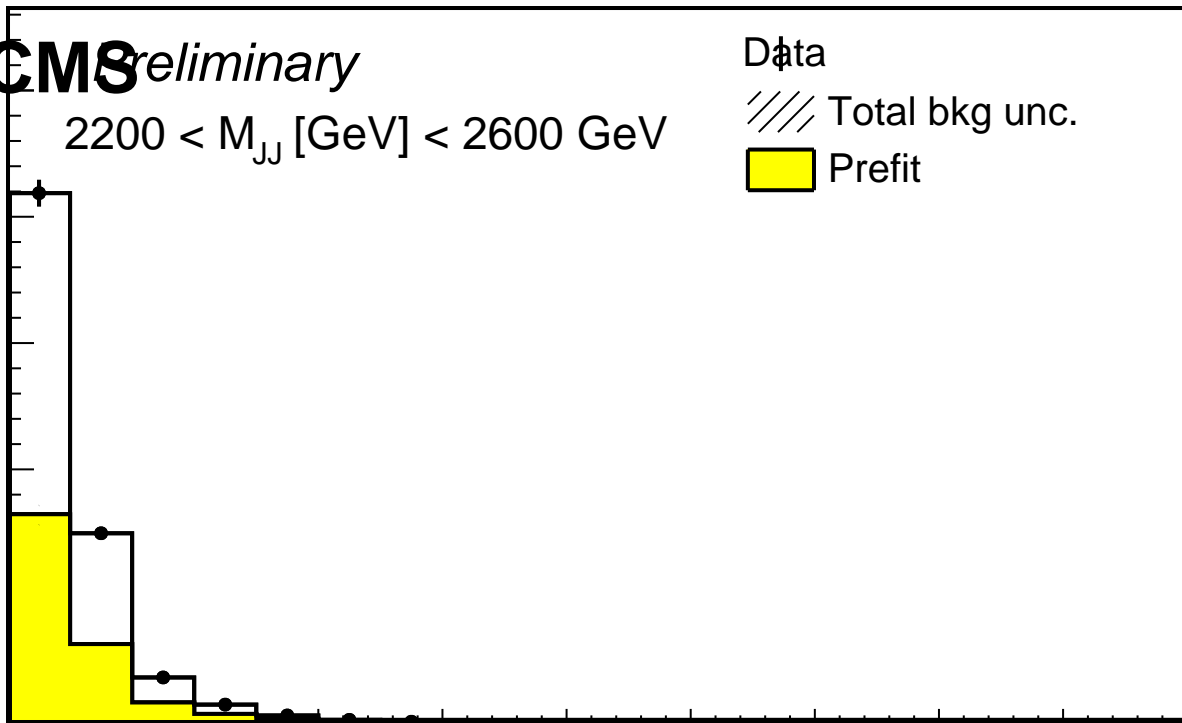 CMS Preliminary
2200 < M_JJ [GeV] < 2600 GeV
Data
Total bkg unc.
Prefit